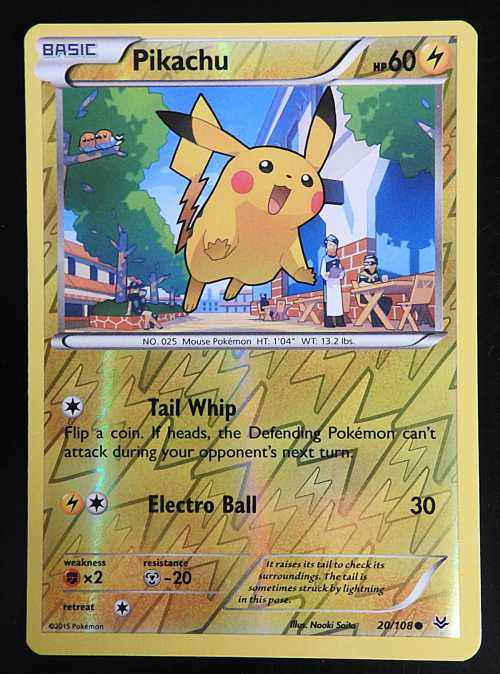 BASIC Pikachu HP60
NO. 025 Mouse Pokémon HT: 1'04" WT: 13.2 lbs.
Tail Whip
Flip a coin. If heads, the Defending Pokémon can't
attack during your opponent's next turn.
Electro Ball 30
weakness resistance
×2 -20
It raises its tail to check its
surroundings. The tail is
sometimes struck by lightning
in this pose.
retreat
©2015 Pokémon Illus. Naoki Saito 20/108